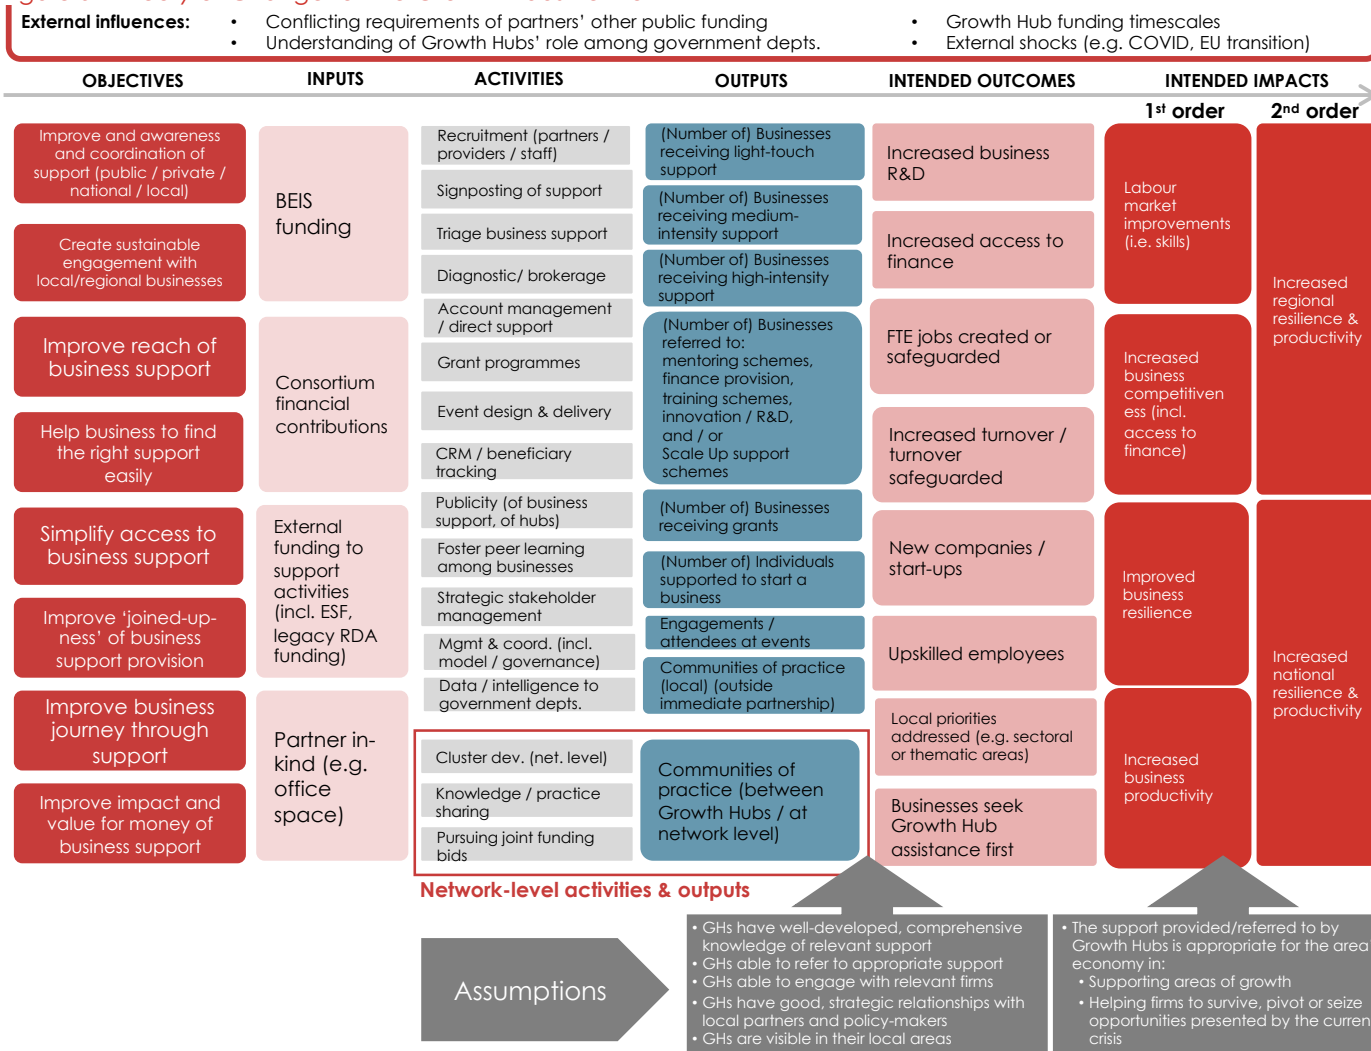 External influences:
• Conflicting requirements of partners' other public funding
• Understanding of Growth Hubs' role among government depts.
• Growth Hub funding timescales
• External shocks (e.g. COVID, EU transition)
OBJECTIVES
INPUTS
ACTIVITIES
OUTPUTS
INTENDED OUTCOMES
INTENDED IMPACTS
1st order
2nd order
Improve and awareness
and coordination of
support (public / private /
national / local)
Create sustainable
engagement with
local/regional businesses
Improve reach of
business support
Help business to find
the right support
easily
Simplify access to
business support
Improve 'joined-up-
ness' of business
support provision
Improve business
journey through
support
Improve impact and
value for money of
business support
BEIS
funding
Consortium
financial
contributions
External
funding to
support
activities
(incl. ESF,
legacy RDA
funding)
Partner in-
kind (e.g.
office
space)
Recruitment (partners /
providers / staff)
Signposting of support
Triage business support
Diagnostic/ brokerage
Account management
/ direct support
Grant programmes
Event design & delivery
CRM / beneficiary
tracking
Publicity (of business
support, of hubs)
Foster peer learning
among businesses
Strategic stakeholder
management
Mgmt & coord. (incl.
model / governance)
Data / intelligence to
government depts.
Cluster dev. (net. level)
Knowledge / practice
sharing
Pursuing joint funding
bids
(Number of) Businesses
receiving light-touch
support
(Number of) Businesses
receiving medium-
intensity support
(Number of) Businesses
receiving high-intensity
support
(Number of) Businesses
referred to:
mentoring schemes,
finance provision,
training schemes,
innovation / R&D,
and / or
Scale Up support
schemes
(Number of) Businesses
receiving grants
(Number of) Individuals
supported to start a
business
Engagements /
attendees at events
Communities of practice
(local) (outside
immediate partnership)
Communities of
practice (between
Growth Hubs / at
network level)
Network-level activities & outputs
Increased business
R&D
Increased access to
finance
FTE jobs created or
safeguarded
Increased turnover /
turnover
safeguarded
New companies /
start-ups
Upskilled employees
Local priorities
addressed (e.g. sectoral
or thematic areas)
Businesses seek
Growth Hub
assistance first
Labour
market
improvements
(i.e. skills)
Increased
business
competitiven
ess (incl.
access to
finance)
Improved
business
resilience
Increased
business
productivity
Increased
regional
resilience &
productivity
Increased
national
resilience &
productivity
Assumptions
• GHs have well-developed, comprehensive
knowledge of relevant support
• GHs able to refer to appropriate support
• GHs able to engage with relevant firms
• GHs have good, strategic relationships with
local partners and policy-makers
• GHs are visible in their local areas
• The support provided/referred to by
Growth Hubs is appropriate for the area
economy in:
• Supporting areas of growth
• Helping firms to survive, pivot or seize
opportunities presented by the curren
crisis